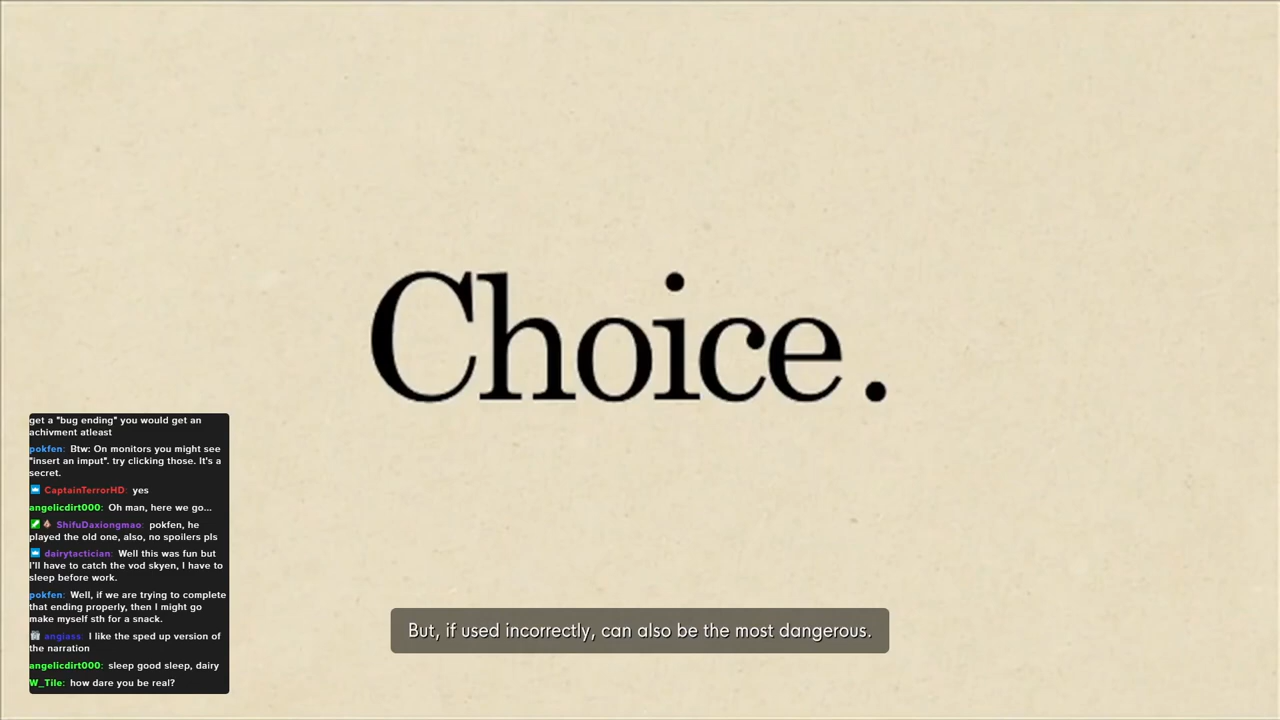 Choice.
get a "bug ending" you would get an
achivment atleast
pokfen: Btw: On monitors you might see
"insert an imput". try clicking those. It's a
secret.
CaptainTerrorHD: yes
angelicdirt000: Oh man, here we go...
ShifuDaxiongmao: pokfen, he
played the old one, also, no spoilers pls
dairytactician: Well this was fun but
I'll have to catch the vod skyen, I have to
sleep before work.
pokfen: Well, if we are trying to complete
that ending properly, then I might go
make myself sth for a snack.
angiass: I like the sped up version of
the narration
angelicdirt000: sleep good sleep, dairy
W_Tile: how dare you be real?
But, if used incorrectly, can also be the most dangerous.